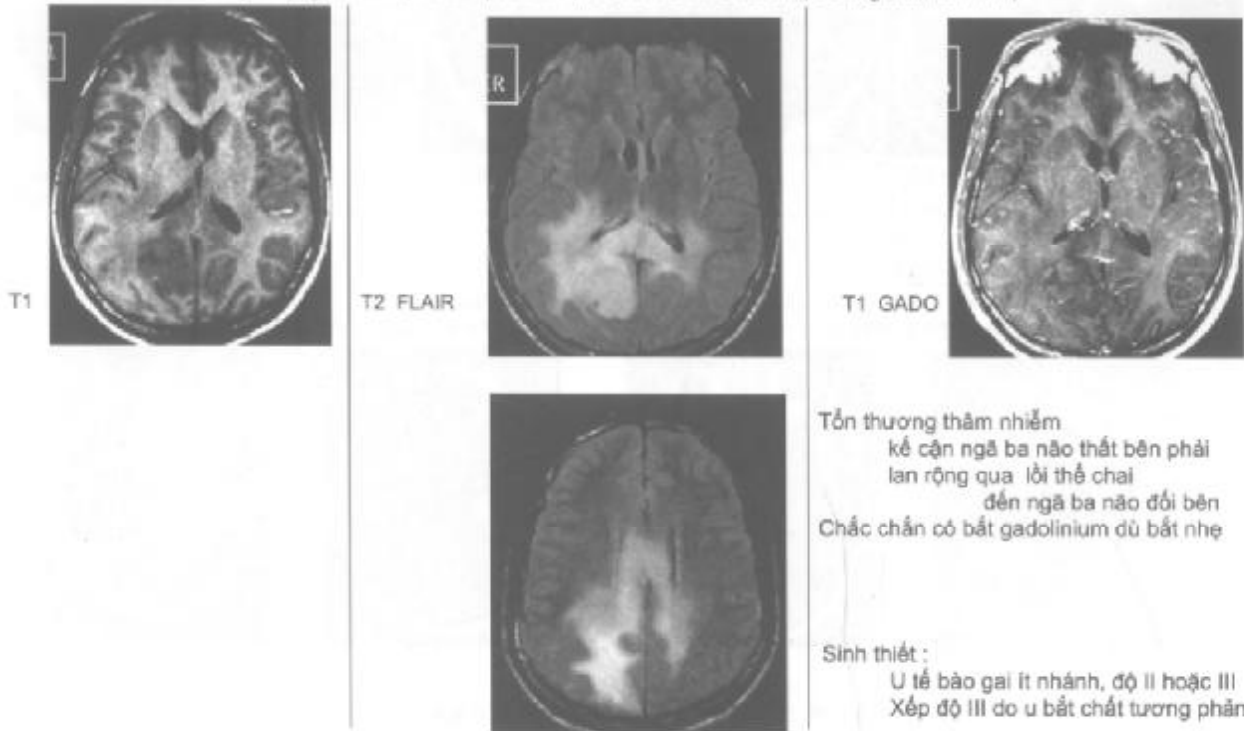 T1
T2 FLAIR
T1 GADO
Tổn thương thâm nhiễm
kế cận ngã ba não thất bên phải
lan rộng qua lồi thể chai
đến ngã ba não đối bên
Chắc chắn có bắt gadolinium dù bắt nhẹ
Sinh thiết :
U tế bào gai ít nhánh, độ II hoặc III
Xếp độ III do u bắt chất tương phản